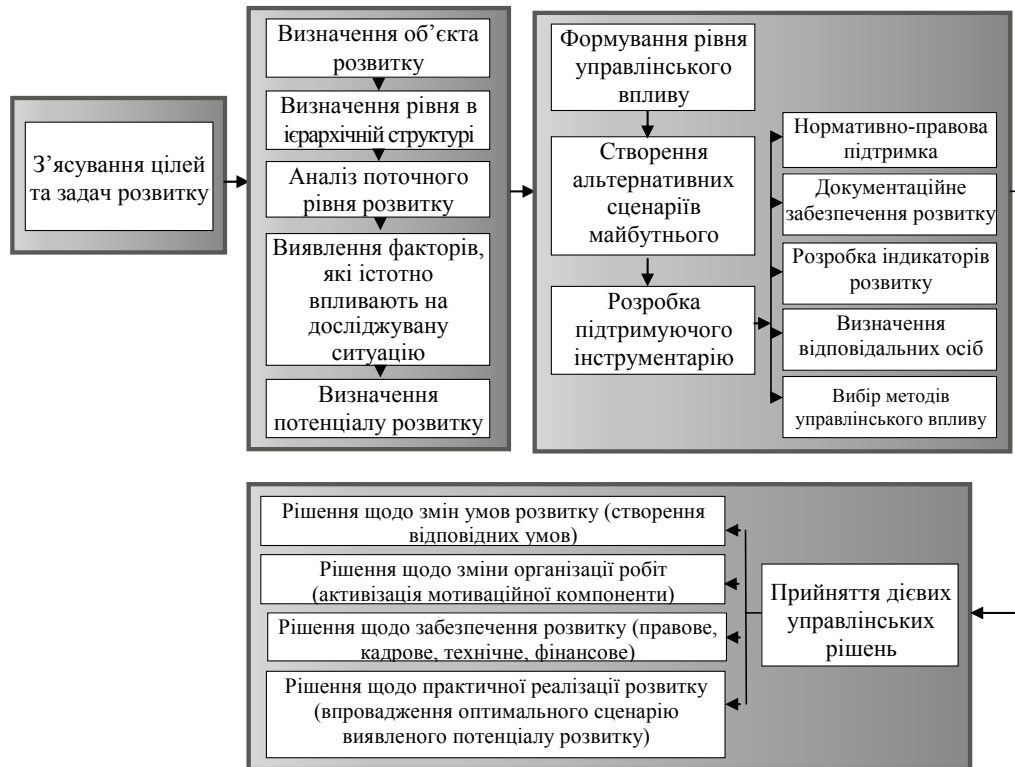 З’ясування цілей
та задач розвитку
Визначення об’єкта
розвитку
Визначення рівня в
ієрархічній структурі
Аналіз поточного
рівня розвитку
Виявлення факторів,
які істотно
впливають на
досліджувану
ситуацію
Визначення
потенціалу розвитку
Формування рівня
управлінського
впливу
Створення
альтернативних
сценаріїв
майбутнього
Розробка
підтримуючого
інструментарію
Нормативно-правова
підтримка
Документаційне
забезпечення розвитку
Розробка індикаторів
розвитку
Визначення
відповідальних осіб
Вибір методів
управлінського впливу
Прийняття дієвих
управлінських
рішень
Рішення щодо змін умов розвитку (створення
відповідних умов)
Рішення щодо зміни організації робіт
(активізація мотиваційної компоненти)
Рішення щодо забезпечення розвитку (правове,
кадрове, технічне, фінансове)
Рішення щодо практичної реалізації розвитку
(впровадження оптимального сценарію
виявленого потенціалу розвитку)